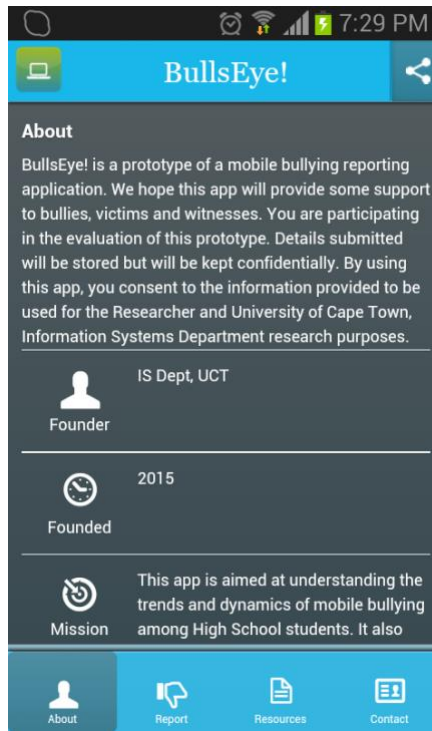 7:29 PM
BullsEye!
About
BullsEye! is a prototype of a mobile bullying reporting
application. We hope this app will provide some support
to bullies, victims and witnesses. You are participating
in the evaluation of this prototype. Details submitted
will be stored but will be kept confidentially. By using
this app, you consent to the information provided to be
used for the Researcher and University of Cape Town,
Information Systems Department research purposes.
IS Dept, UCT
Founder
2015
Founded
This app is aimed at understanding the
trends and dynamics of mobile bullying
Mission
among High School students. It also
About
Report
Resources
Contact